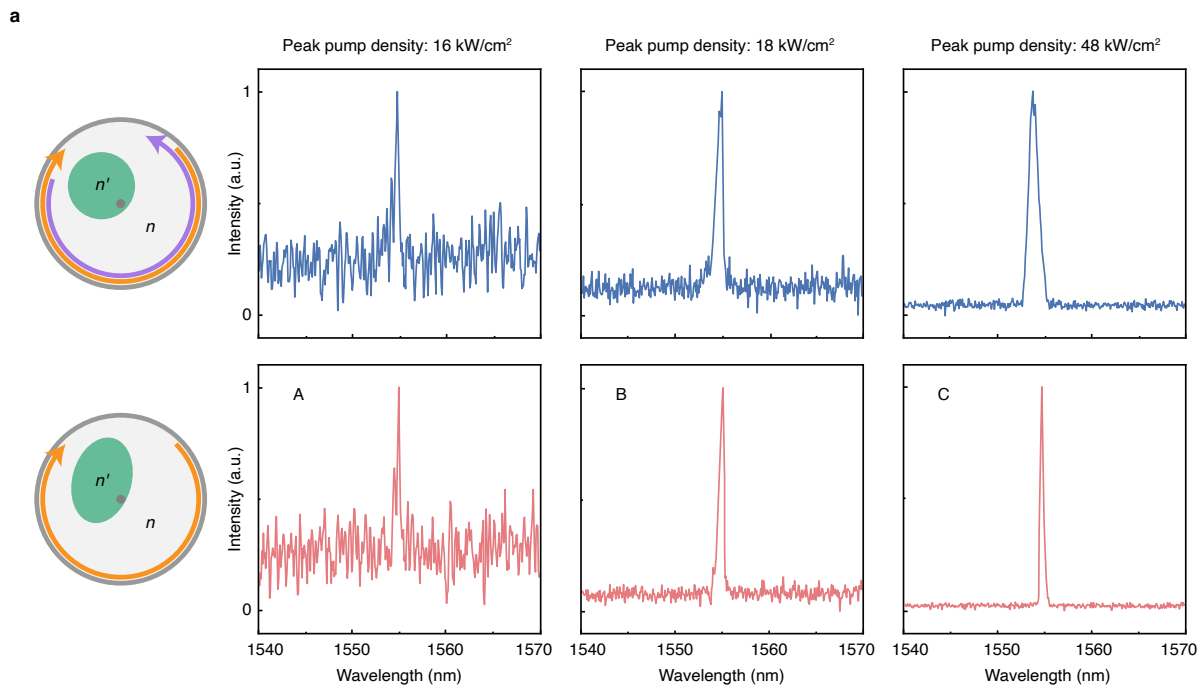 a
Peak pump density: 16 kW/cm²
Peak pump density: 18 kW/cm²
Peak pump density: 48 kW/cm²
n'
n
Intensity (a.u.)
1
0
n'
n
Intensity (a.u.)
1
0
A
B
C
1540 1550 1560 1570
1540 1550 1560 1570
1540 1550 1560 1570
Wavelength (nm)
Wavelength (nm)
Wavelength (nm)